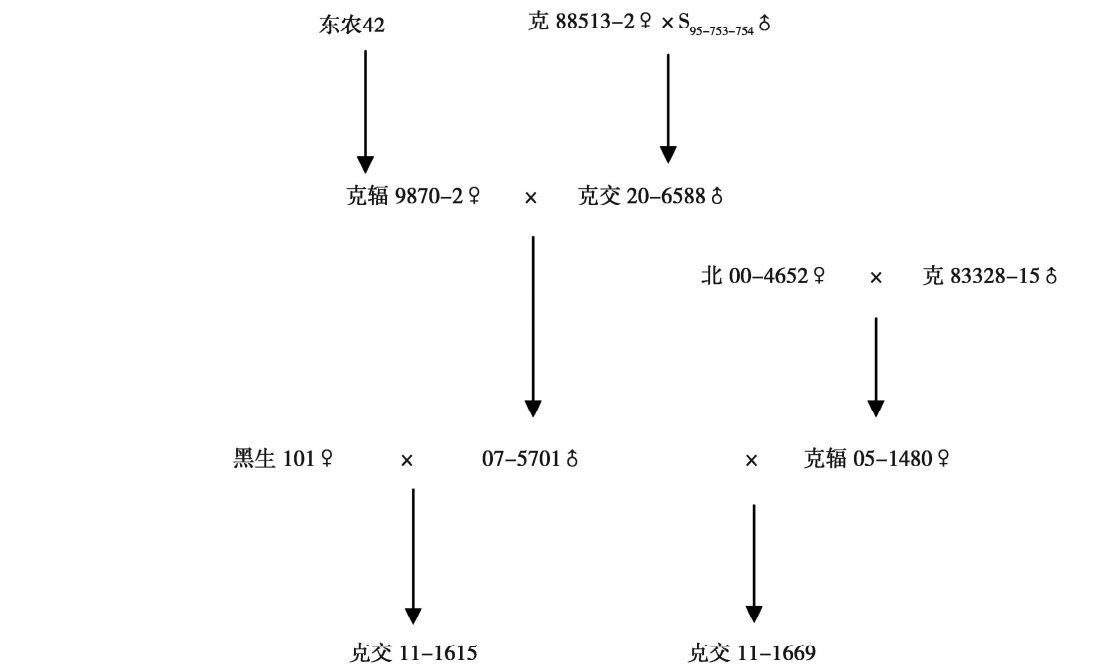 东农42 克 88513-2♀ ×S95-753-754♂
克辐 9870-2♀ × 克交 20-6588♂
北 00-4652♀ × 克 83328-15♂
黑生 101♀ × 07-5701♂ × 克辐 05-1480♀
克交 11-1615 克交 11-1669